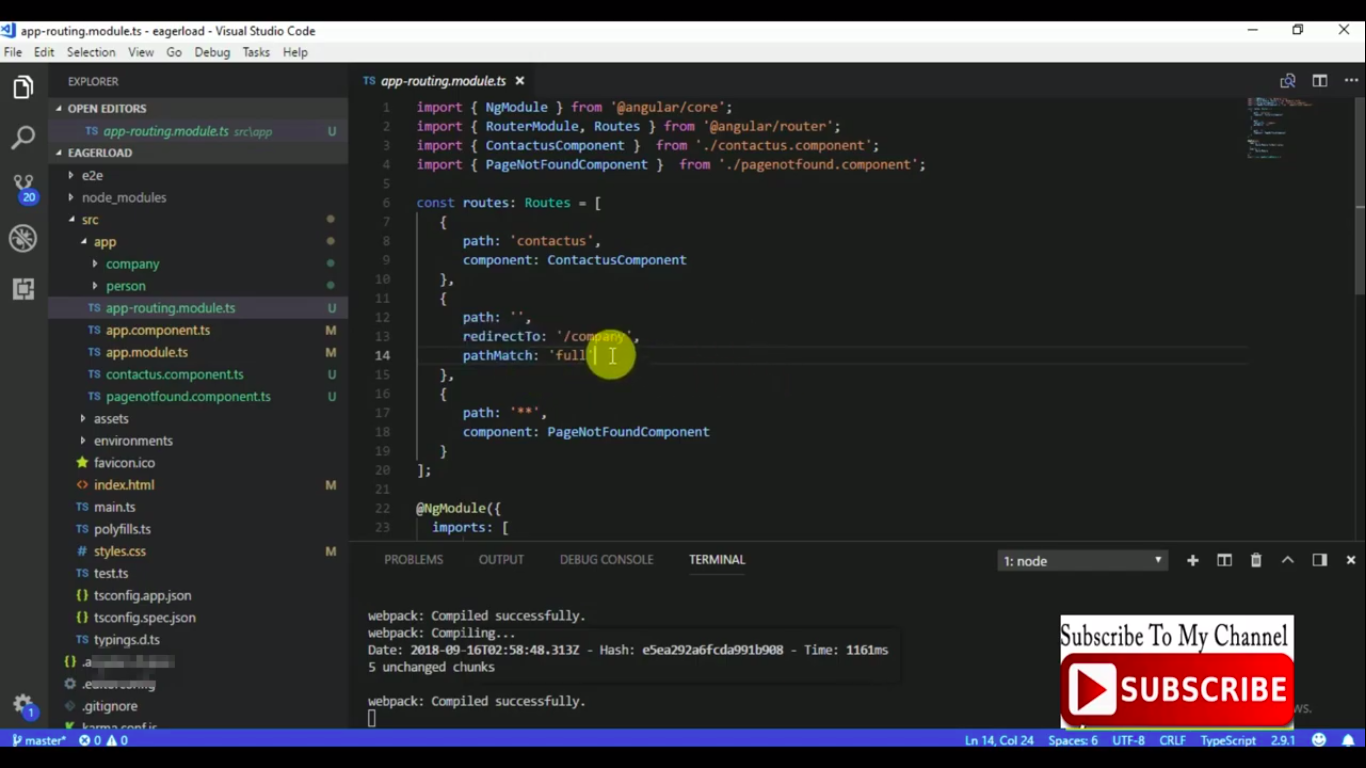 app-routing.module.ts - eagerload - Visual Studio Code
File Edit Selection View Go Debug Tasks Help
EXPLORER
OPEN EDITORS
TS app-routing.module.ts src\app U
EAGERLOAD
e2e
node_modules
src
app
company
person
TS app-routing.module.ts U
TS app.component.ts M
TS app.module.ts M
TS contactus.component.ts U
TS pagenotfound.component.ts U
assets
environments
favicon.ico
<> index.html M
TS main.ts
TS polyfills.ts
# styles.css M
TS test.ts
{} tsconfig.app.json
{} tsconfig.spec.json
TS typings.d.ts
.editorconfig
.gitignore
karma.conf.js
20
1
TS app-routing.module.ts
1 import { NgModule } from '@angular/core';
2 import { RouterModule, Routes } from '@angular/router';
3 import { ContactusComponent }  from './contactus.component';
4 import { PageNotFoundComponent }  from './pagenotfound.component';
5
6 const routes: Routes = [
7 {
8 path: 'contactus',
9 component: ContactusComponent
10 },
11 {
12 path: '',
13 redirectTo: '/company',
14 pathMatch: 'full'
15 },
16 {
17 path: '**',
18 component: PageNotFoundComponent
19 }
20 ];
21
22 @NgModule({
23 imports: [
PROBLEMS OUTPUT DEBUG CONSOLE TERMINAL
1: node
webpack: Compiled successfully.
webpack: Compiling...
Date: 2018-09-16T02:58:48.313Z - Hash: e5ea292a6fcda991b908 - Time: 1161ms
5 unchanged chunks
webpack: Compiled successfully.
Subscribe To My Channel
SUBSCRIBE
master* 0 0 Ln 14, Col 24 Spaces: 6 UTF-8 CRLF TypeScript 2.9.1